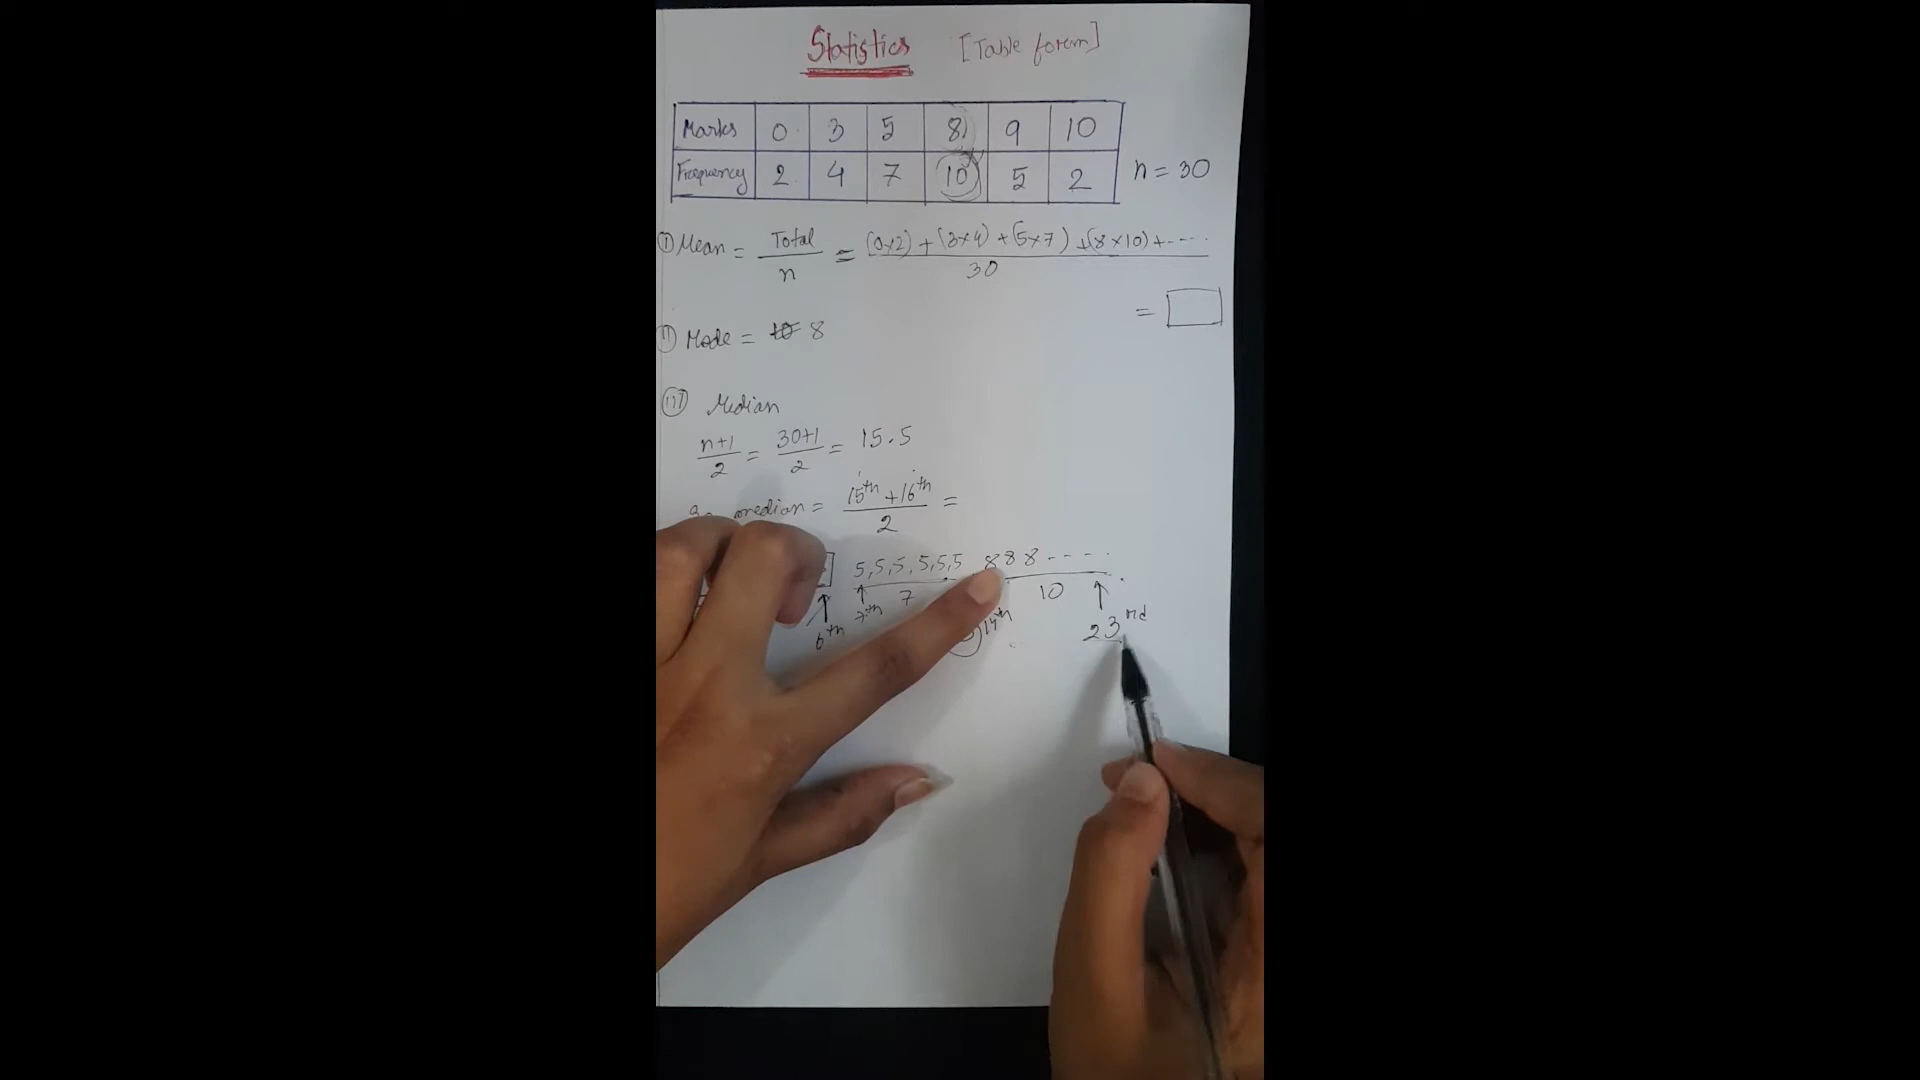 Statistics [Table form]
Marks 0 3 5 8 9 10
Frequency 2 4 7 10 5 2 n = 30
① Mean = Total / n = (0×2) + (3×4) + (5×7) + (8×10) + ---- / 30
=
⑪ Mode = 10 8
⑪⑪ Median
n+1 / 2 = 30+1 / 2 = 15.5
median = 15th + 16th / 2 =
5,5,5,5,5,5 8 8 8 ----
7 10
6th 7th 14th 23rd